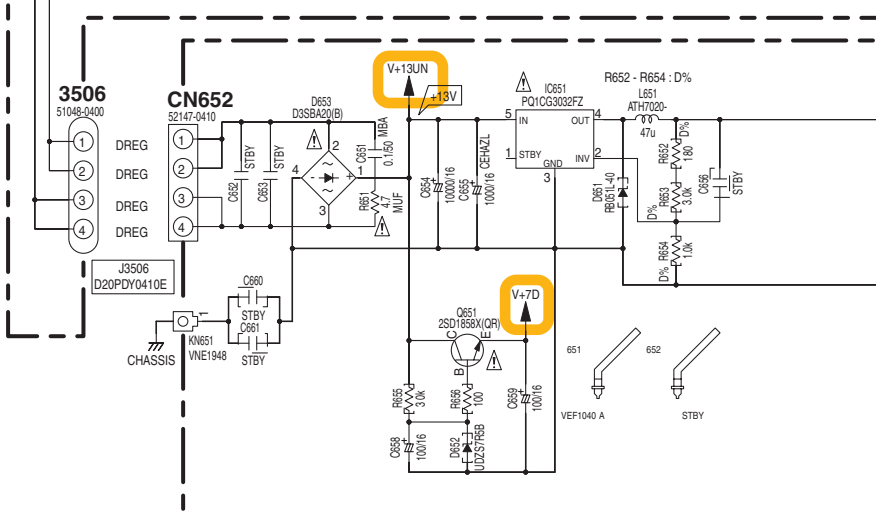 V+13UN
+13V
3506
51048-0400
CN652
52147-0410
D653
D3SBA20(B)
IC651
PQ1CG3032FZ
R652 - R654 : D%
L651
ATH7020-
47u
1
2
3
4
DREG
DREG
DREG
DREG
1
2
3
4
C652
STBY
C653
STBY
2
4
1
3
- +
C651
0.1/50
MBA
R651
4.7
MUF
C654
10000/16
C655
1000/16
CEHAZL
5 IN
OUT 4
1 STBY
INV 2
GND
3
D651
RB051L-40
R652
180
D%
R653
3.0k
D%
R654
1.0k
D%
C656
STBY
J3506
D20PDY0410E
CHASSIS
KN651
VNE1948
1
C660
STBY
C661
STBY
V+7D
Q651
2SD1858X(QR)
C
E
B
R655
3.0k
R656
100
C659
100/16
C658
100/16
D652
UDZS7R5B
651
VEF1040 A
652
STBY